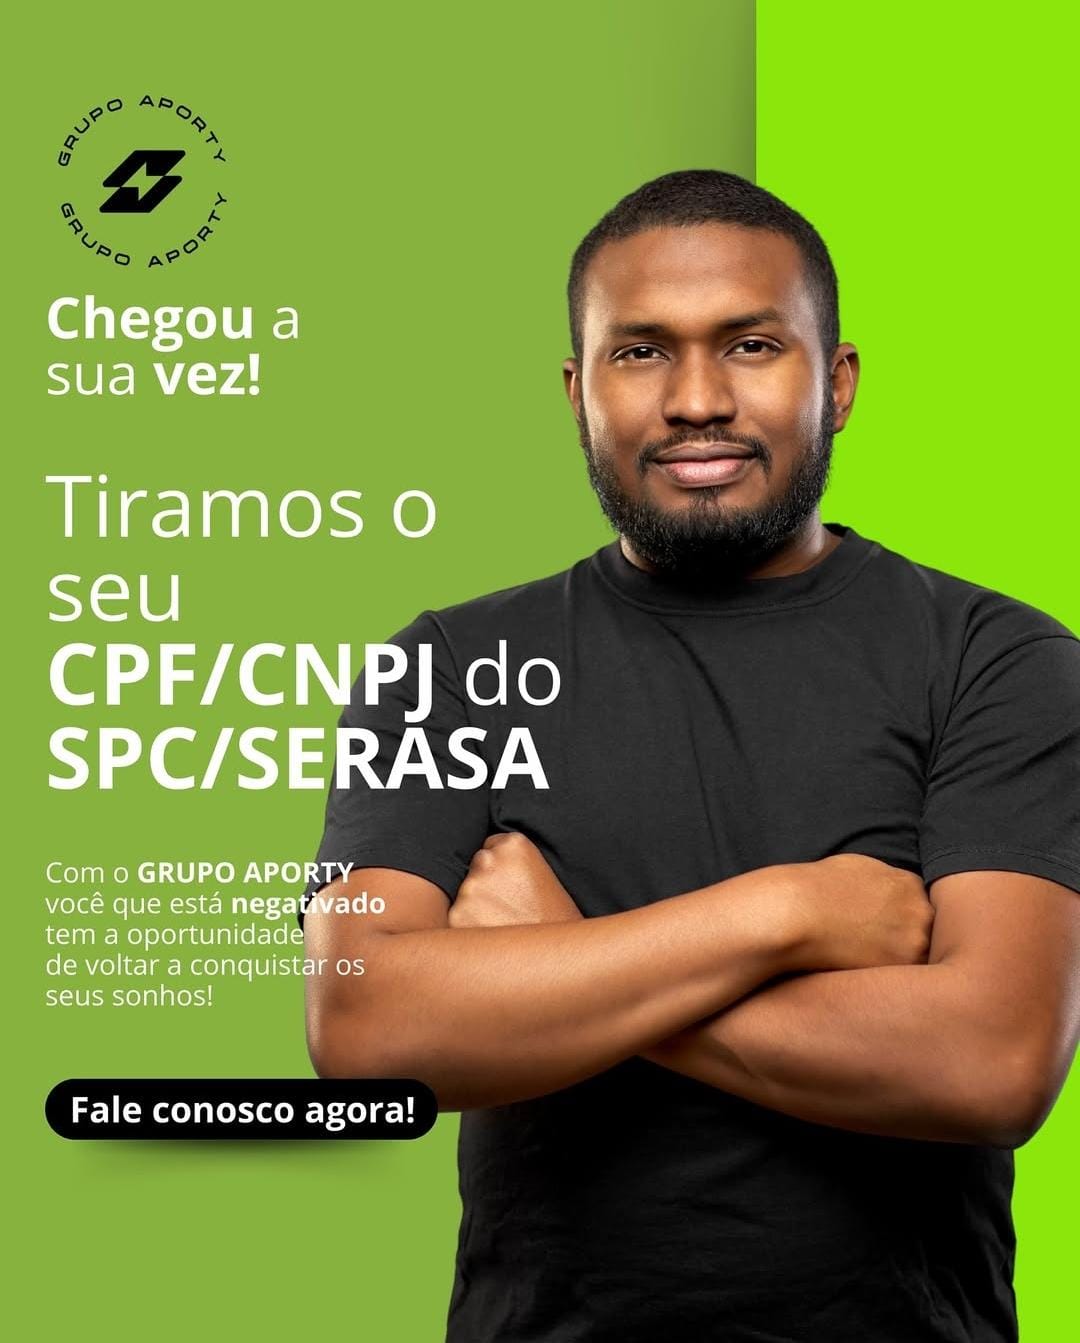 GRUPO APORTY
GRUPO APORTY
Chegou a
sua vez!
Tiramos o
seu
CPF/CNPJ do
SPC/SERASA
Com o GRUPO APORTY
você que está negativado
tem a oportunidade
de voltar a conquistar os
seus sonhos!
Fale conosco agora!